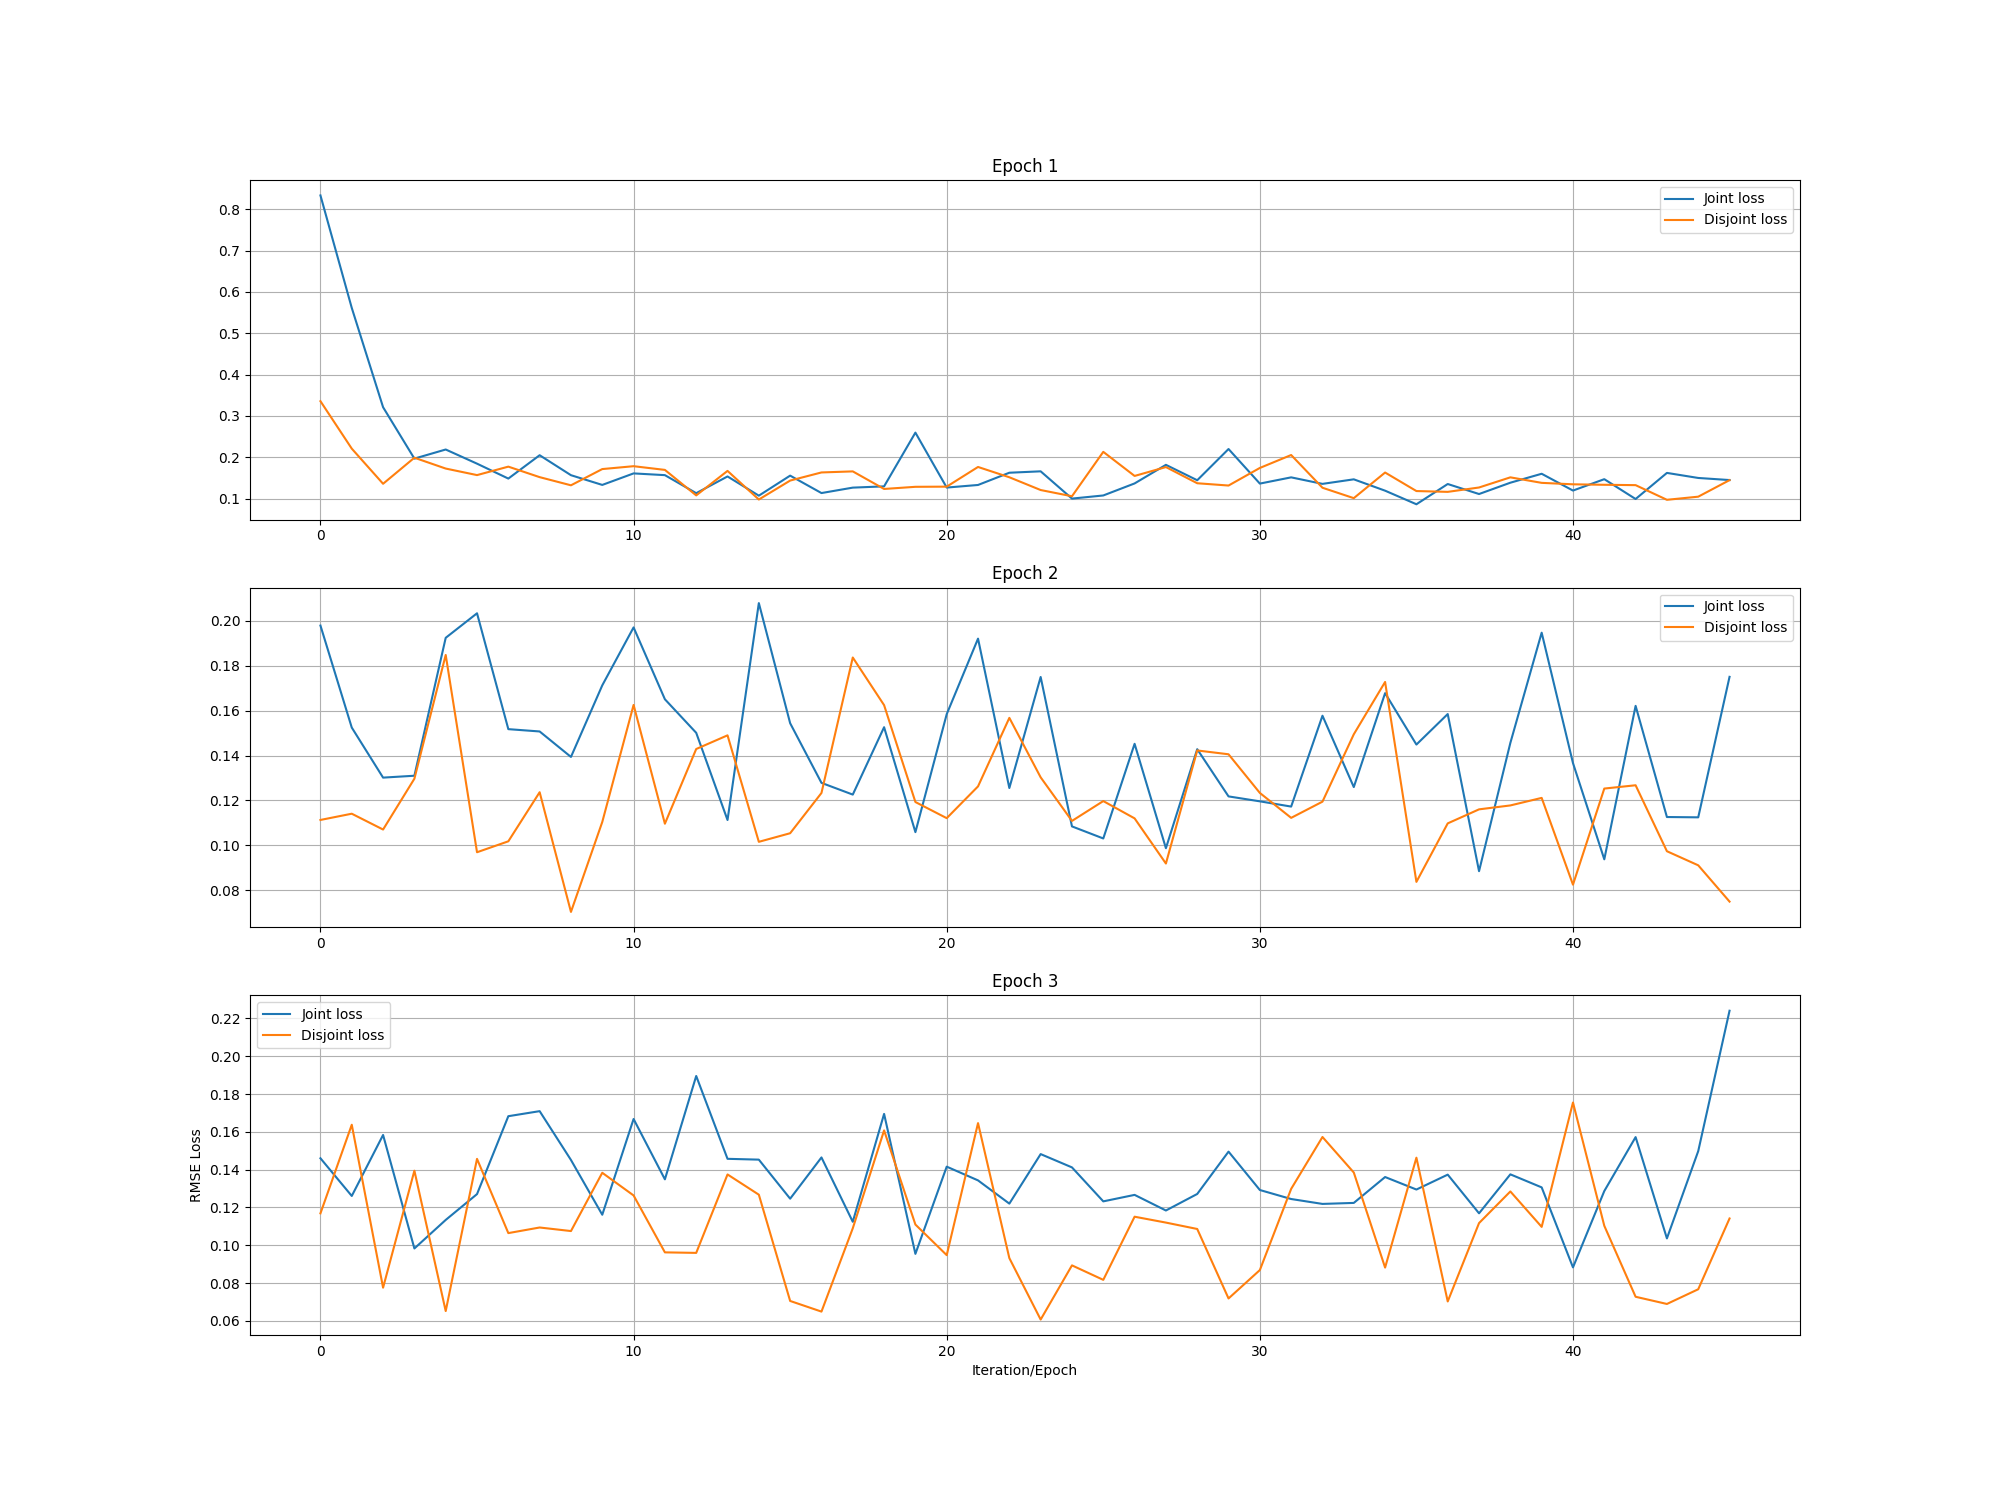 Epoch 1
Joint loss
Disjoint loss
0.8
0.7
0.6
0.5
0.4
0.3
0.2
0.1
0 10 20 30 40
Epoch 2
Joint loss
Disjoint loss
0.20
0.18
0.16
0.14
0.12
0.10
0.08
0 10 20 30 40
Epoch 3
Joint loss
Disjoint loss
RMSE Loss
0.22
0.20
0.18
0.16
0.14
0.12
0.10
0.08
0.06
0 10 20 30 40
Iteration/Epoch